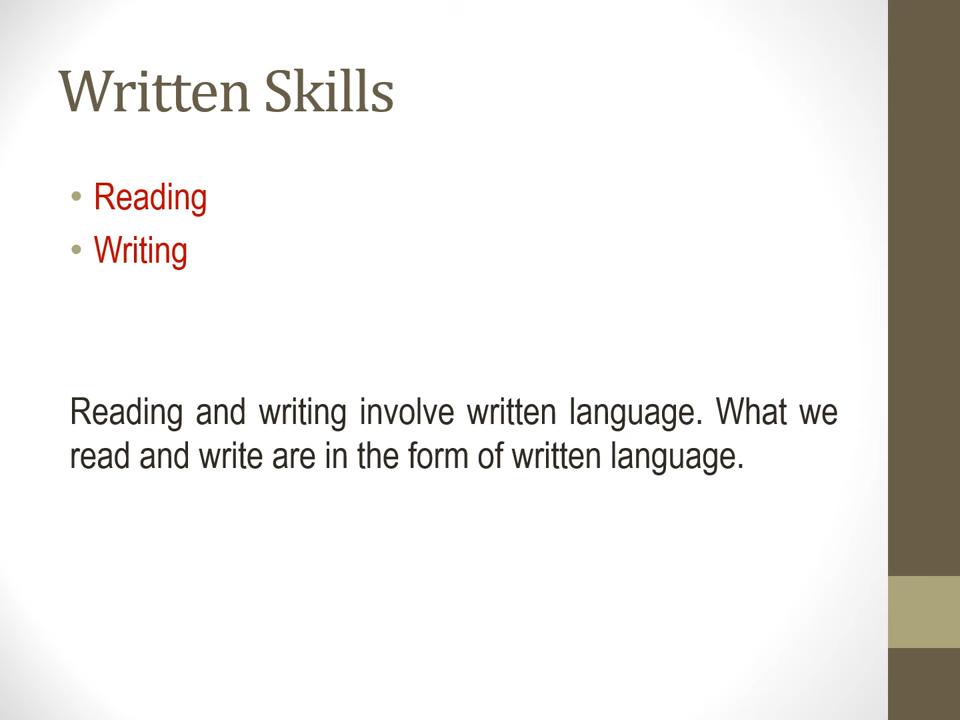 Written Skills
• Reading
• Writing
Reading and writing involve written language. What we
read and write are in the form of written language.